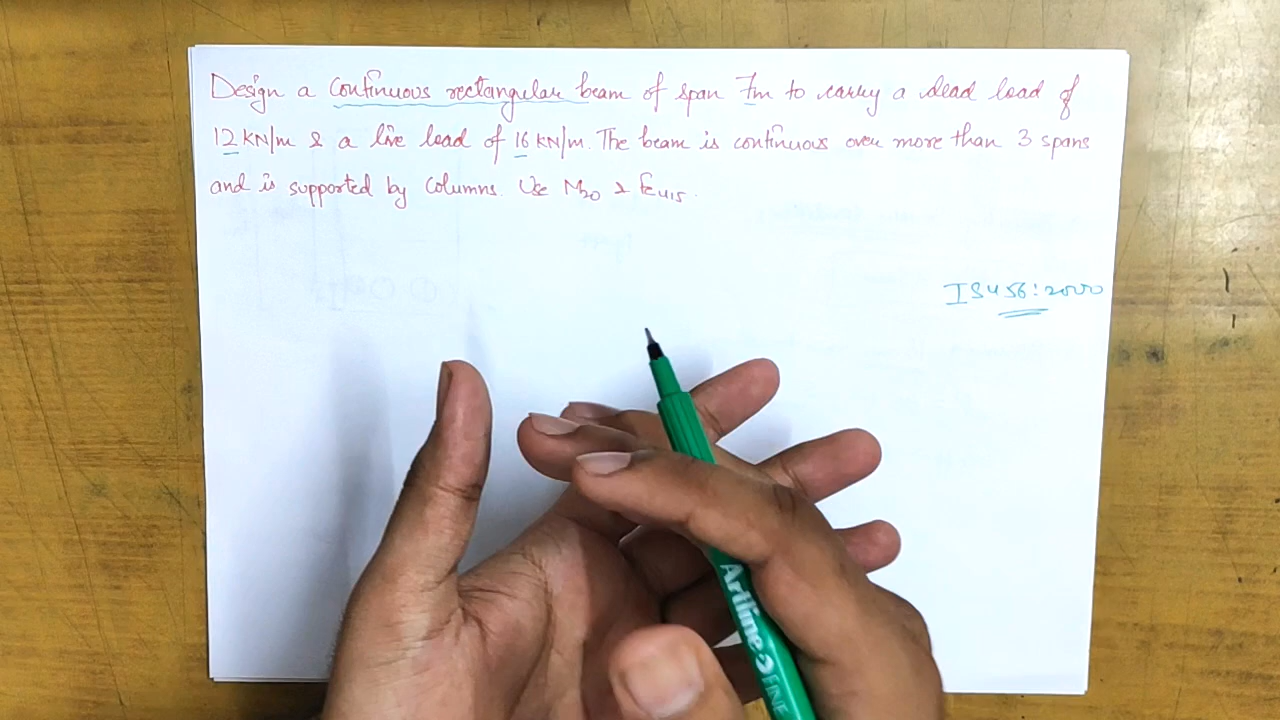 Design a continuous rectangular beam of span 7m to carry a dead load of
12 KN/m & a live load of 16 KN/m. The beam is continuous over more than 3 spans
and is supported by columns. Use M20 & Fe415.
IS456:2000
Artline FINE